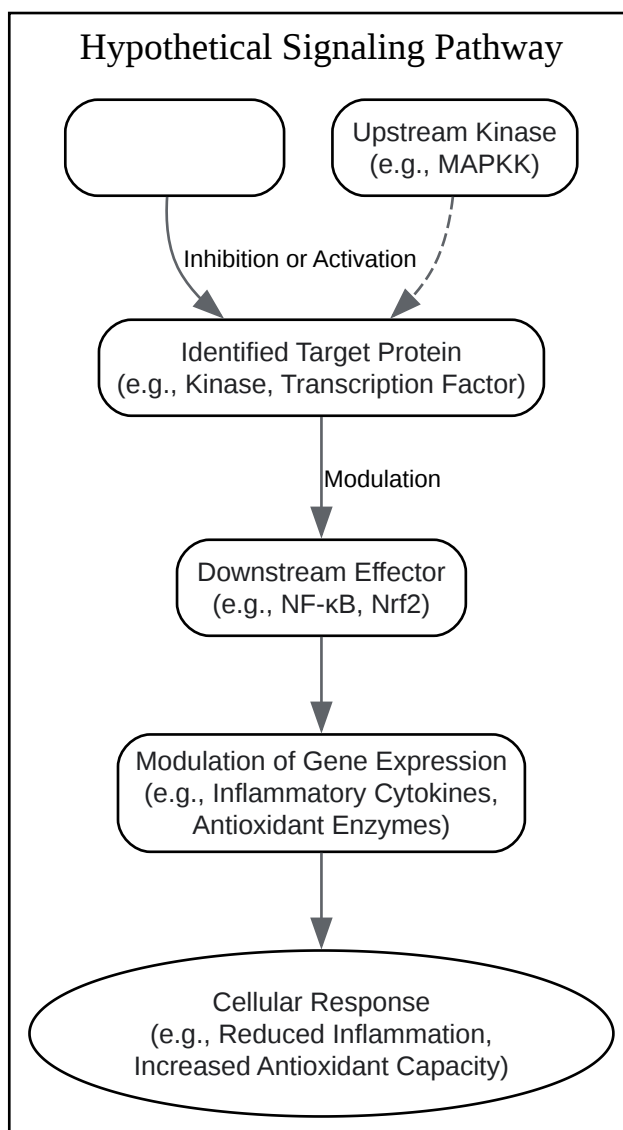 Hypothetical Signaling Pathway
Upstream Kinase
(e.g., MAPKK)
Inhibition or Activation
Identified Target Protein
(e.g., Kinase, Transcription Factor)
Modulation
Downstream Effector
(e.g., NF-κB, Nrf2)
Modulation of Gene Expression
(e.g., Inflammatory Cytokines,
Antioxidant Enzymes)
Cellular Response
(e.g., Reduced Inflammation,
Increased Antioxidant Capacity)